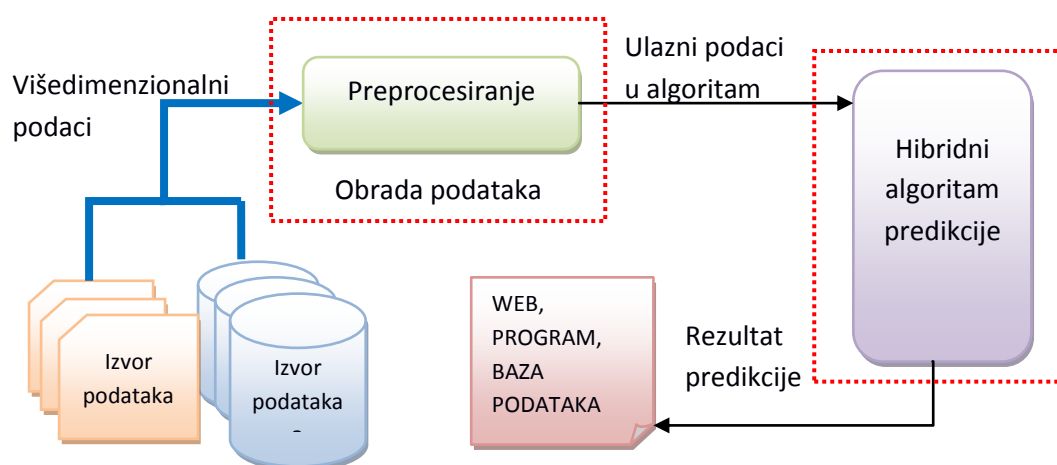 Višedimenzionalni
podaci
Preprocesiranje
Obrada podataka
Ulazni podaci
u algoritam
Hibridni
algoritam
predikcije
Izvor
podataka
Izvor
podataka
WEB,
PROGRAM,
BAZA
PODATAKA
Rezultat
predikcije